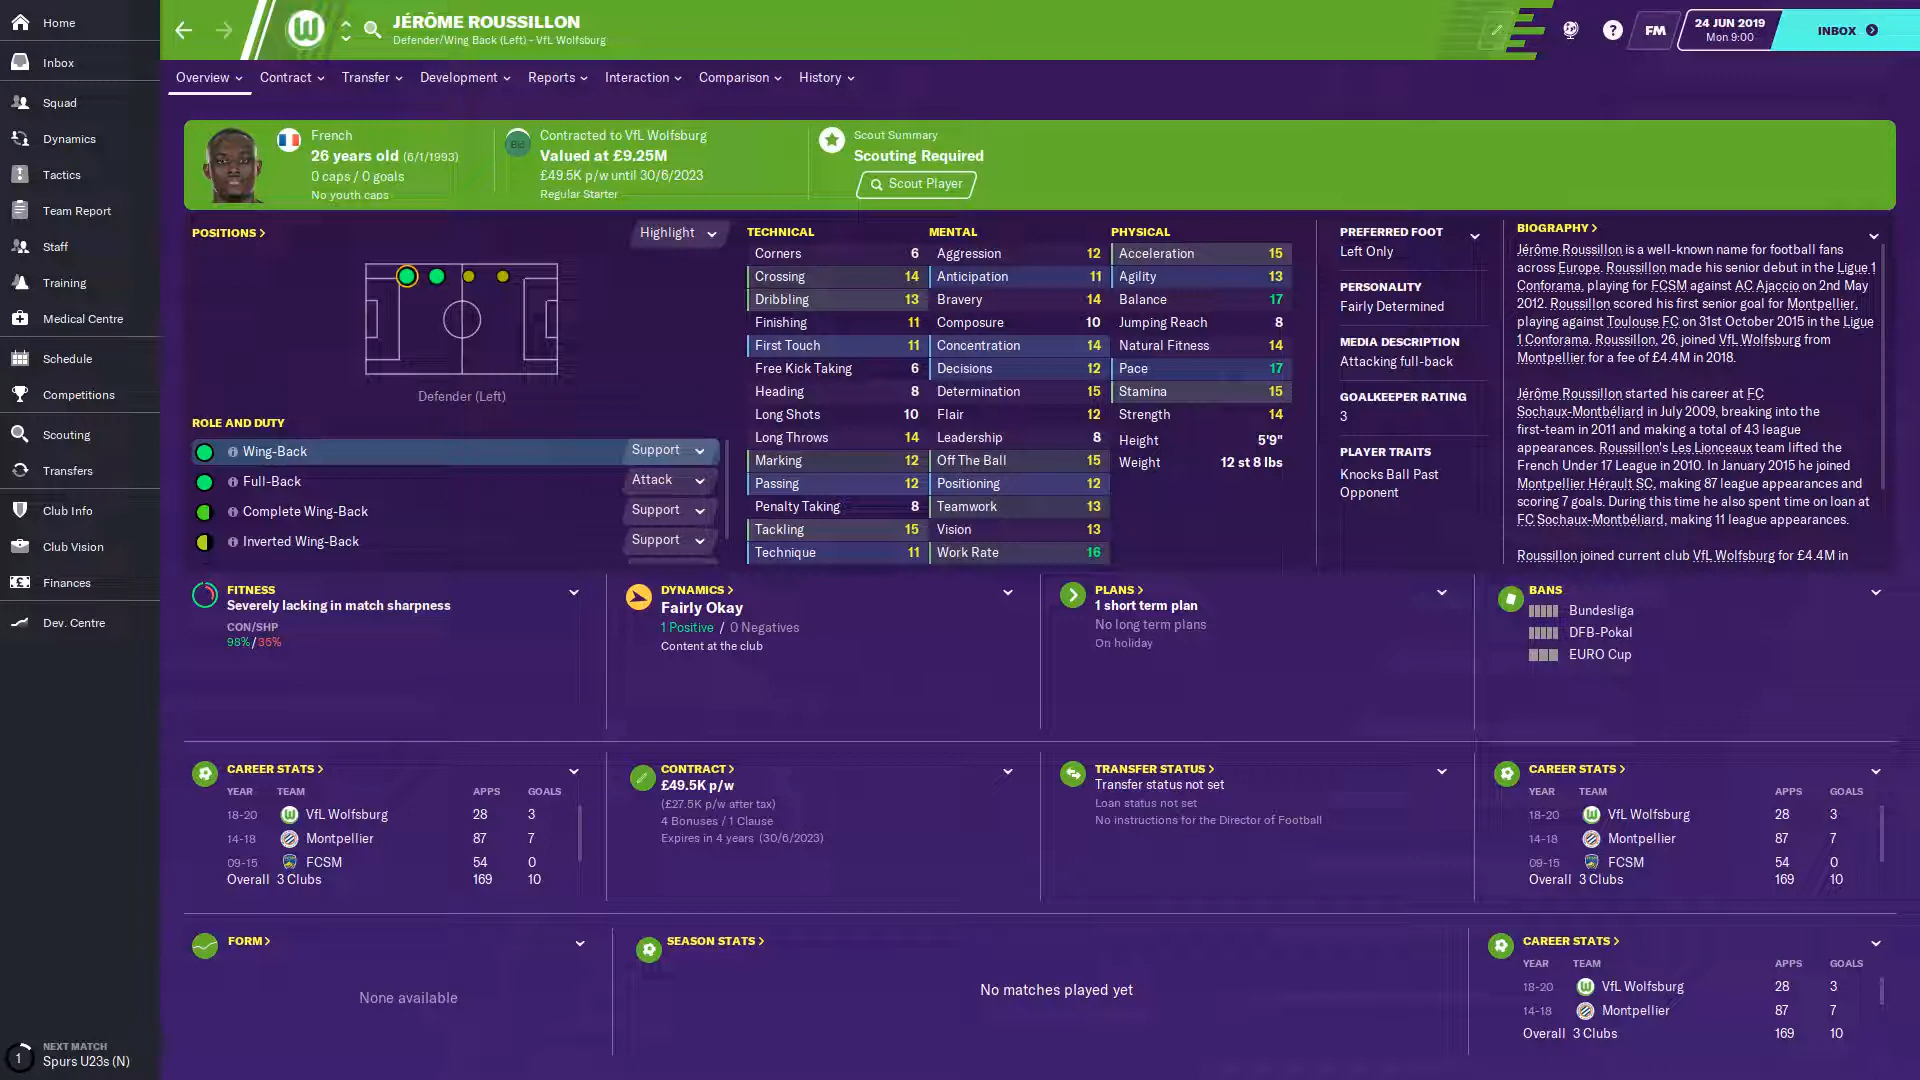 Home
Inbox
Squad
Dynamics
Tactics
Team Report
Staff
Training
Medical Centre
Schedule
Competitions
Scouting
Transfers
Club Info
Club Vision
Finances
Dev. Centre
1
NEXT MATCH
Spurs U23s (N)
JÉRÔME ROUSSILLON
Defender/Wing Back (Left) - VfL Wolfsburg
FM
24 JUN 2019
Mon 9:00
INBOX
Overview Contract Transfer Development Reports Interaction Comparison History
French
26 years old (6/1/1993)
0 caps / 0 goals
No youth caps
Bid
Contracted to VfL Wolfsburg
Valued at £9.25M
£49.5K p/w until 30/6/2023
Regular Starter
Scout Summary
Scouting Required
Scout Player
POSITIONS
Highlight
Defender (Left)
ROLE AND DUTY
Wing-Back Support
Full-Back Attack
Complete Wing-Back Support
Inverted Wing-Back Support
TECHNICAL
Corners 6
Crossing 14
Dribbling 13
Finishing 11
First Touch 11
Free Kick Taking 6
Heading 8
Long Shots 10
Long Throws 14
Marking 12
Passing 12
Penalty Taking 8
Tackling 15
Technique 11
MENTAL
Aggression 12
Anticipation 11
Bravery 14
Composure 10
Concentration 14
Decisions 12
Determination 15
Flair 12
Leadership 8
Off The Ball 15
Positioning 12
Teamwork 13
Vision 13
Work Rate 16
PHYSICAL
Acceleration 15
Agility 13
Balance 17
Jumping Reach 8
Natural Fitness 14
Pace 17
Stamina 15
Strength 14
Height 5'9"
Weight 12 st 8 lbs
PREFERRED FOOT
Left Only
PERSONALITY
Fairly Determined
MEDIA DESCRIPTION
Attacking full-back
GOALKEEPER RATING
3
PLAYER TRAITS
Knocks Ball Past
Opponent
BIOGRAPHY
Jérôme Roussillon is a well-known name for football fans
across Europe. Roussillon made his senior debut in the Ligue 1
Conforama, playing for FCSM against AC Ajaccio on 2nd May
2012. Roussillon scored his first senior goal for Montpellier,
playing against Toulouse FC on 31st October 2015 in the Ligue
1 Conforama. Roussillon, 26, joined VfL Wolfsburg from
Montpellier for a fee of £4.4M in 2018.
Jérôme Roussillon started his career at FC
Sochaux-Montbéliard in July 2009, breaking into the
first-team in 2011 and making a total of 43 league
appearances. Roussillon's Les Lionceaux team lifted the
French Under 17 League in 2010. In January 2015 he joined
Montpellier Hérault SC, making 87 league appearances and
scoring 7 goals. During this time he also spent time on loan at
FC Sochaux-Montbéliard, making 11 league appearances.
Roussillon joined current club VfL Wolfsburg for £4.4M in
FITNESS
Severely lacking in match sharpness
CON/SHP
98%/35%
DYNAMICS
Fairly Okay
1 Positive / 0 Negatives
Content at the club
PLANS
1 short term plan
No long term plans
On holiday
BANS
Bundesliga
DFB-Pokal
EURO Cup
CAREER STATS
YEAR TEAM APPS GOALS
18-20 VfL Wolfsburg 28 3
14-18 Montpellier 87 7
09-15 FCSM 54 0
Overall 3 Clubs 169 10
CONTRACT
£49.5K p/w
(£27.5K p/w after tax)
4 Bonuses / 1 Clause
Expires in 4 years (30/6/2023)
TRANSFER STATUS
Transfer status not set
Loan status not set
No instructions for the Director of Football
CAREER STATS
YEAR TEAM APPS GOALS
18-20 VfL Wolfsburg 28 3
14-18 Montpellier 87 7
09-15 FCSM 54 0
Overall 3 Clubs 169 10
FORM
None available
SEASON STATS
No matches played yet
CAREER STATS
YEAR TEAM APPS GOALS
18-20 VfL Wolfsburg 28 3
14-18 Montpellier 87 7
Overall 3 Clubs 169 10